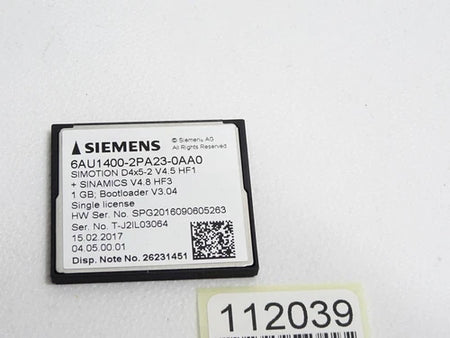 SIEMENS
© Siemens AG
All Rights Reserved
6AU1400-2PA23-0AA0
SIMOTION D4x5-2 V4.5 HF1
+ SINAMICS V4.8 HF3
1 GB; Bootloader V3.04
Single license
HW Ser. No. SPG2016090605263
Ser. No. T-J2IL03064
15.02.2017
04.05.00.01
Disp. Note No. 26231451
112039